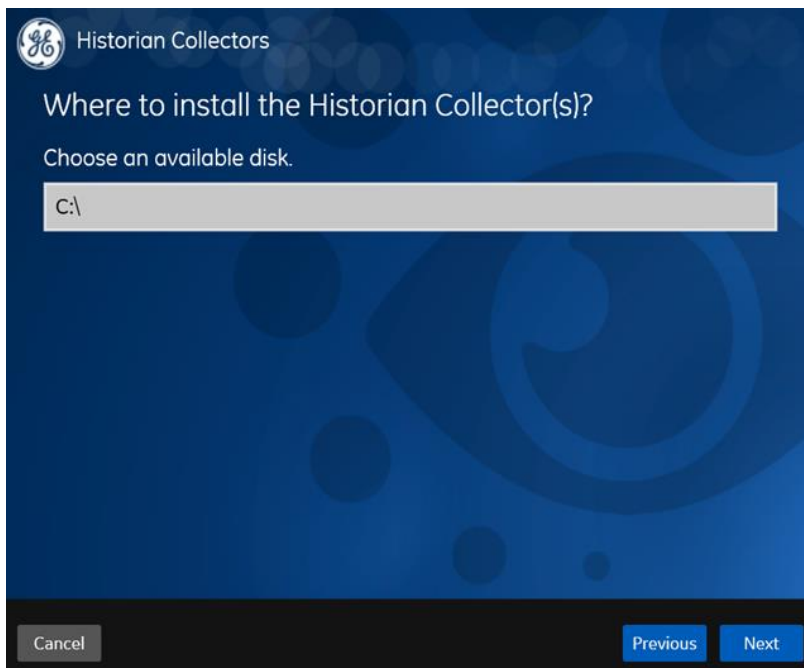 Historian Collectors
Where to install the Historian Collector(s)?
Choose an available disk.
C:\
Cancel
Previous
Next